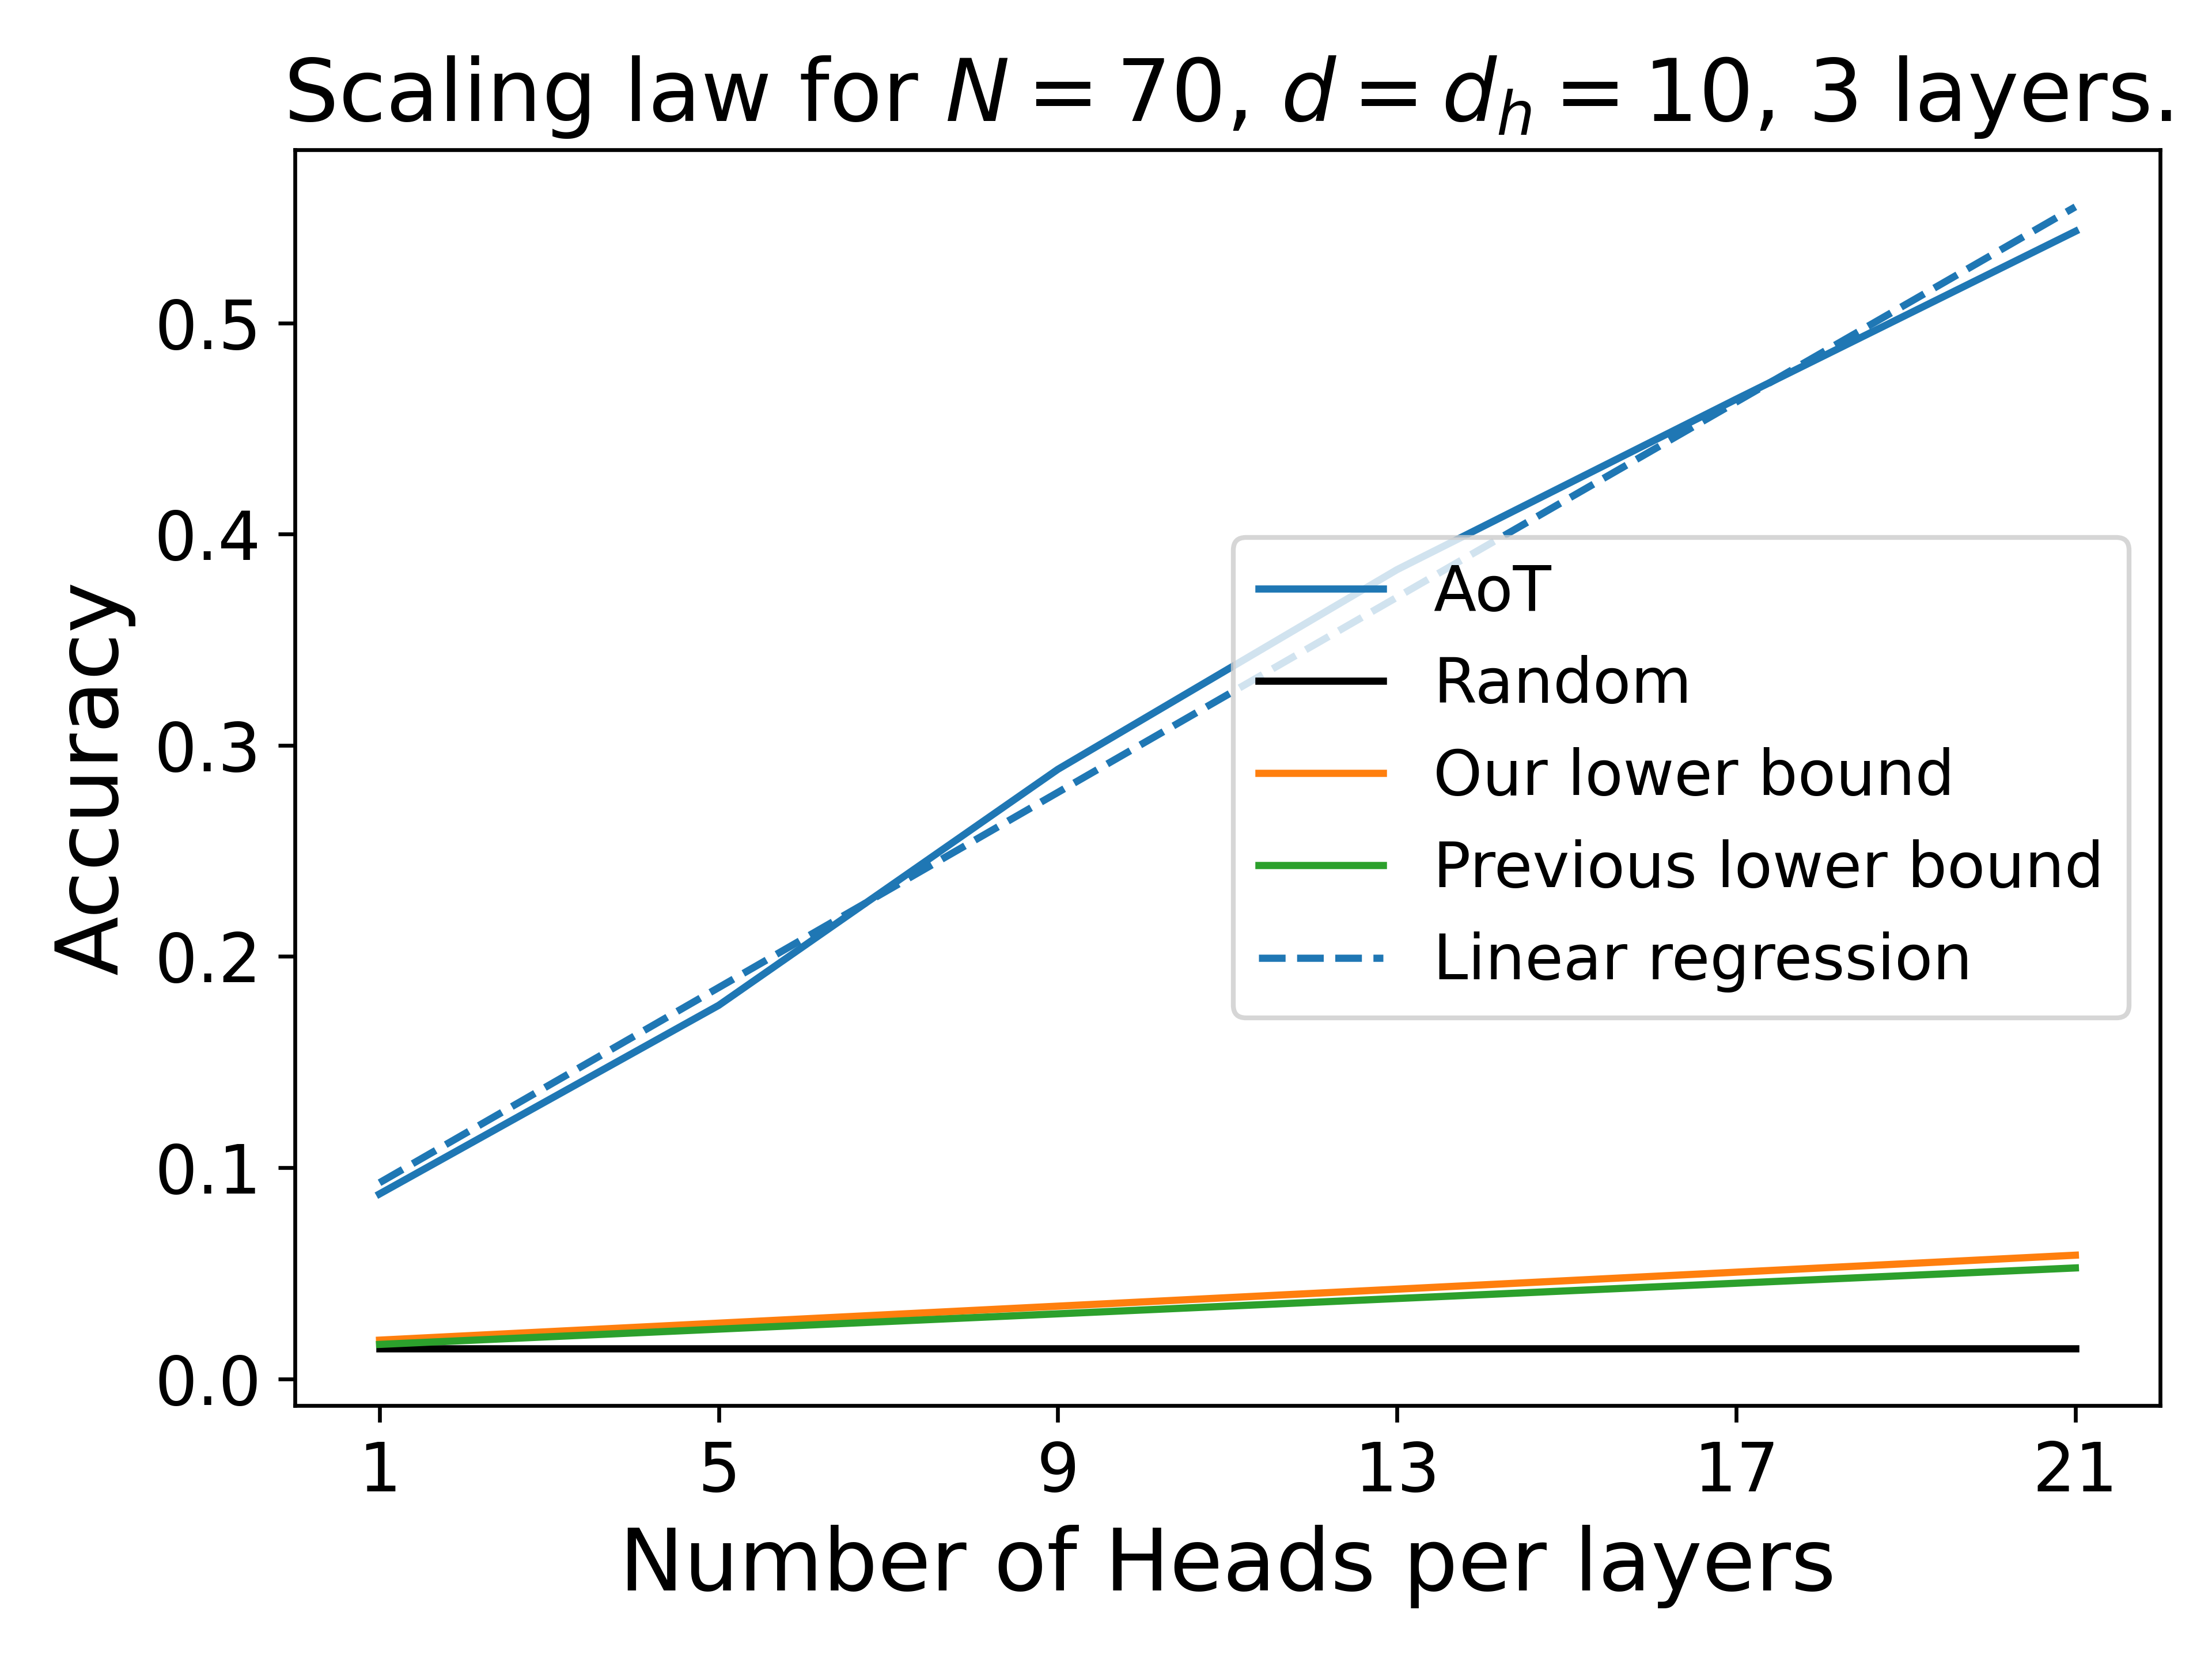 Scaling law for N = 70, d = d_h = 10, 3 layers.
Accuracy
0.5
0.4
0.3
0.2
0.1
0.0
AoT
Random
Our lower bound
Previous lower bound
Linear regression
1 5 9 13 17 21
Number of Heads per layers